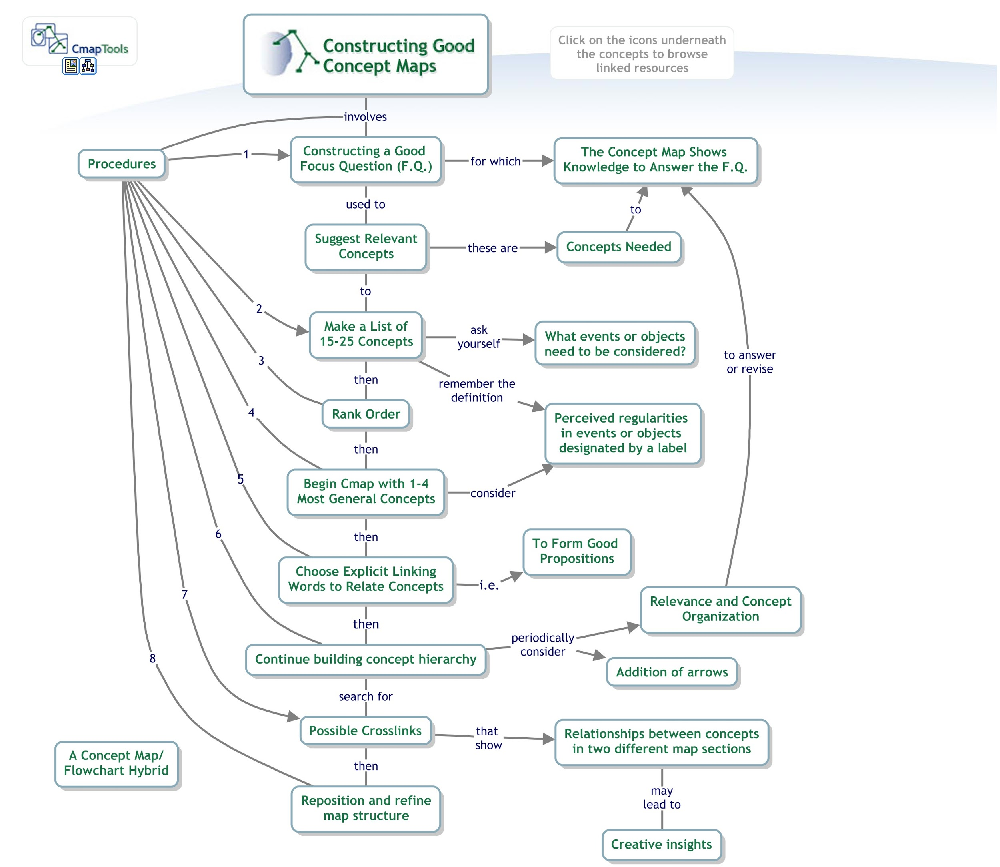 CmapTools
Constructing Good
Concept Maps
Click on the icons underneath
the concepts to browse
linked resources
involves
Procedures
1
Constructing a Good
Focus Question (F.Q.)
for which
The Concept Map Shows
Knowledge to Answer the F.Q.
used to
to
Suggest Relevant
Concepts
these are
Concepts Needed
to
2
Make a List of
15-25 Concepts
ask
yourself
What events or objects
need to be considered?
to answer
or revise
3
then
remember the
definition
4
Rank Order
Perceived regularities
in events or objects
designated by a label
then
5
Begin Cmap with 1-4
Most General Concepts
consider
6
then
To Form Good
Propositions
7
Choose Explicit Linking
Words to Relate Concepts
i.e.
Relevance and Concept
Organization
then
periodically
consider
8
Continue building concept hierarchy
Addition of arrows
search for
Possible Crosslinks
that
show
Relationships between concepts
in two different map sections
A Concept Map/
Flowchart Hybrid
then
may
lead to
Reposition and refine
map structure
Creative insights